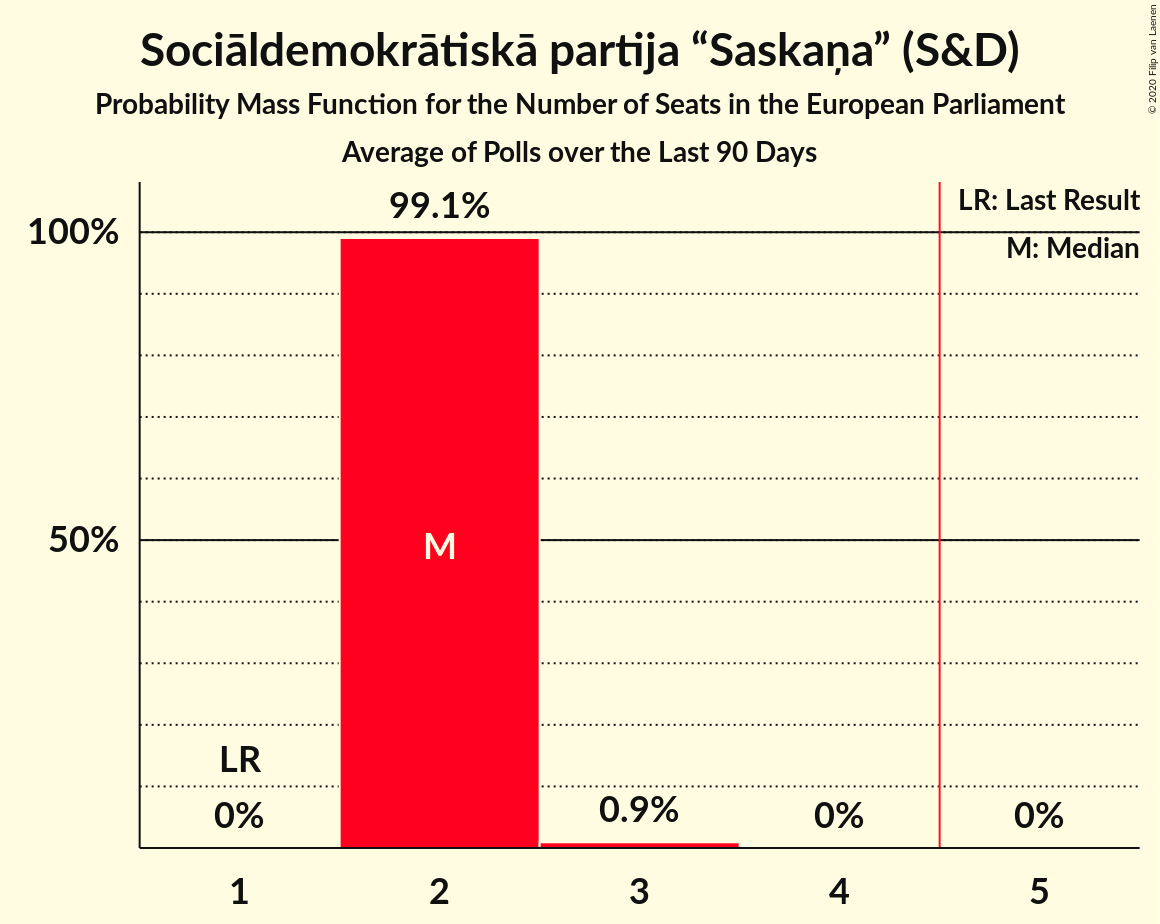 Sociāldemokrātiskā partija “Saskaņa” (S&D)
Probability Mass Function for the Number of Seats in the European Parliament
Average of Polls over the Last 90 Days
© 2020 Filip van Laenen
99.1%
LR: Last Result
100%
M: Median
50%
M
LR
0%
0.9%
0%
0%
1
2
3
4
5